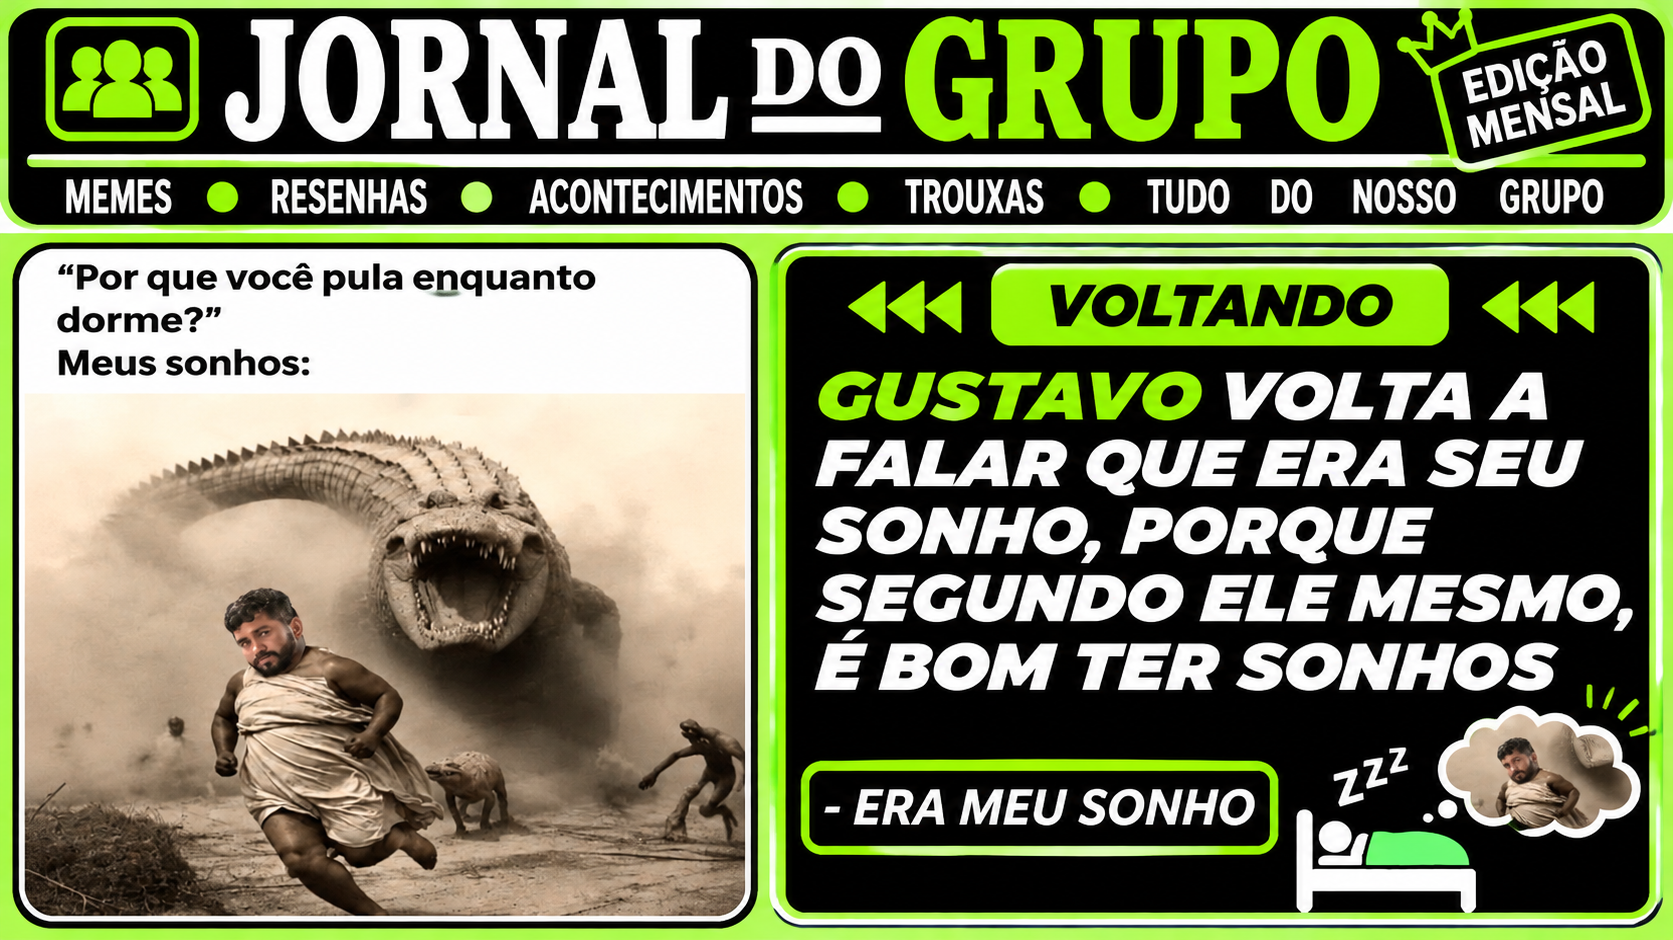 JORNAL DO GRUPO
EDIÇÃO
MENSAL
MEMES RESENHAS ACONTECIMENTOS TROUXAS TUDO DO NOSSO GRUPO
“Por que você pula enquanto
dorme?”
Meus sonhos:
VOLTANDO
GUSTAVO VOLTA A
FALAR QUE ERA SEU
SONHO, PORQUE
SEGUNDO ELE MESMO,
É BOM TER SONHOS
- ERA MEU SONHO
zzz